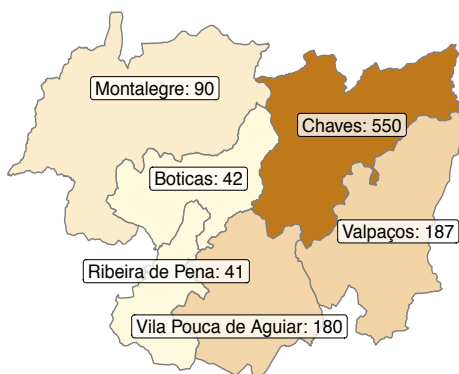 Montalegre: 90
Chaves: 550
Boticas: 42
Valpaços: 187
Ribeira de Pena: 41
Vila Pouca de Aguiar: 180